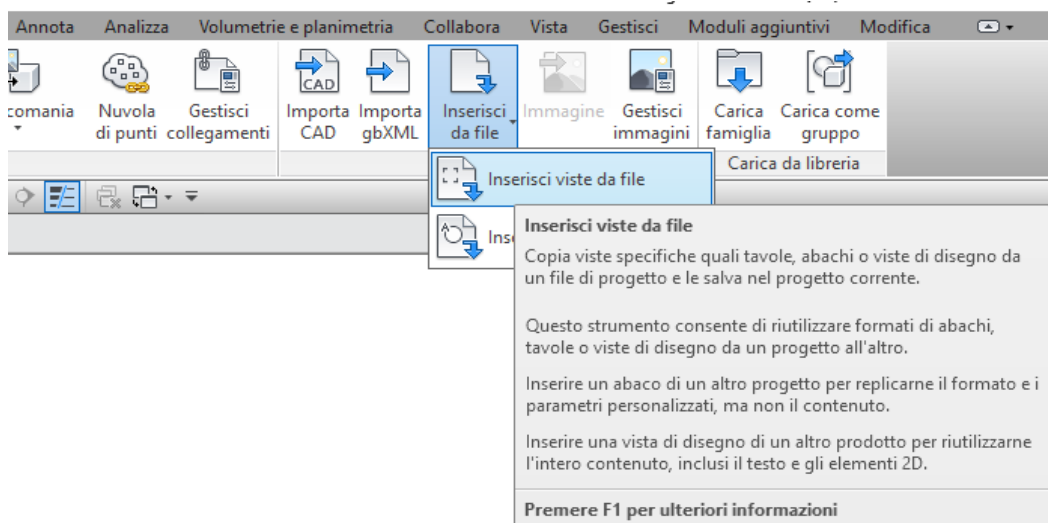 Annota Analizza Volumetrie e planimetria Collabora Vista Gestisci Moduli aggiuntivi Modifica
comania Nuvola di punti Gestisci collegamenti Importa CAD Importa gbXML Inserisci da file Immagine Gestisci immagini Carica famiglia Carica come gruppo
CAD
Carica da libreria
Inserisci viste da file
Inse
Inserisci viste da file
Copia viste specifiche quali tavole, abachi o viste di disegno da
un file di progetto e le salva nel progetto corrente.
Questo strumento consente di riutilizzare formati di abachi,
tavole o viste di disegno da un progetto all'altro.
Inserire un abaco di un altro progetto per replicarne il formato e i
parametri personalizzati, ma non il contenuto.
Inserire una vista di disegno di un altro prodotto per riutilizzarne
l'intero contenuto, inclusi il testo e gli elementi 2D.
Premere F1 per ulteriori informazioni